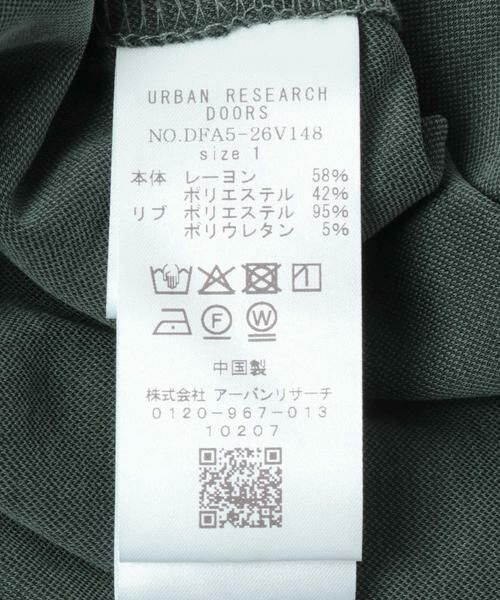 URBAN RESEARCH
DOORS
NO.DFA5-26V148
size 1
本体 レーヨン 58%
ポリエステル 42%
リブ ポリエステル 95%
ポリウレタン 5%
F W
中国製
株式会社 アーバンリサーチ
0120-967-013
10207